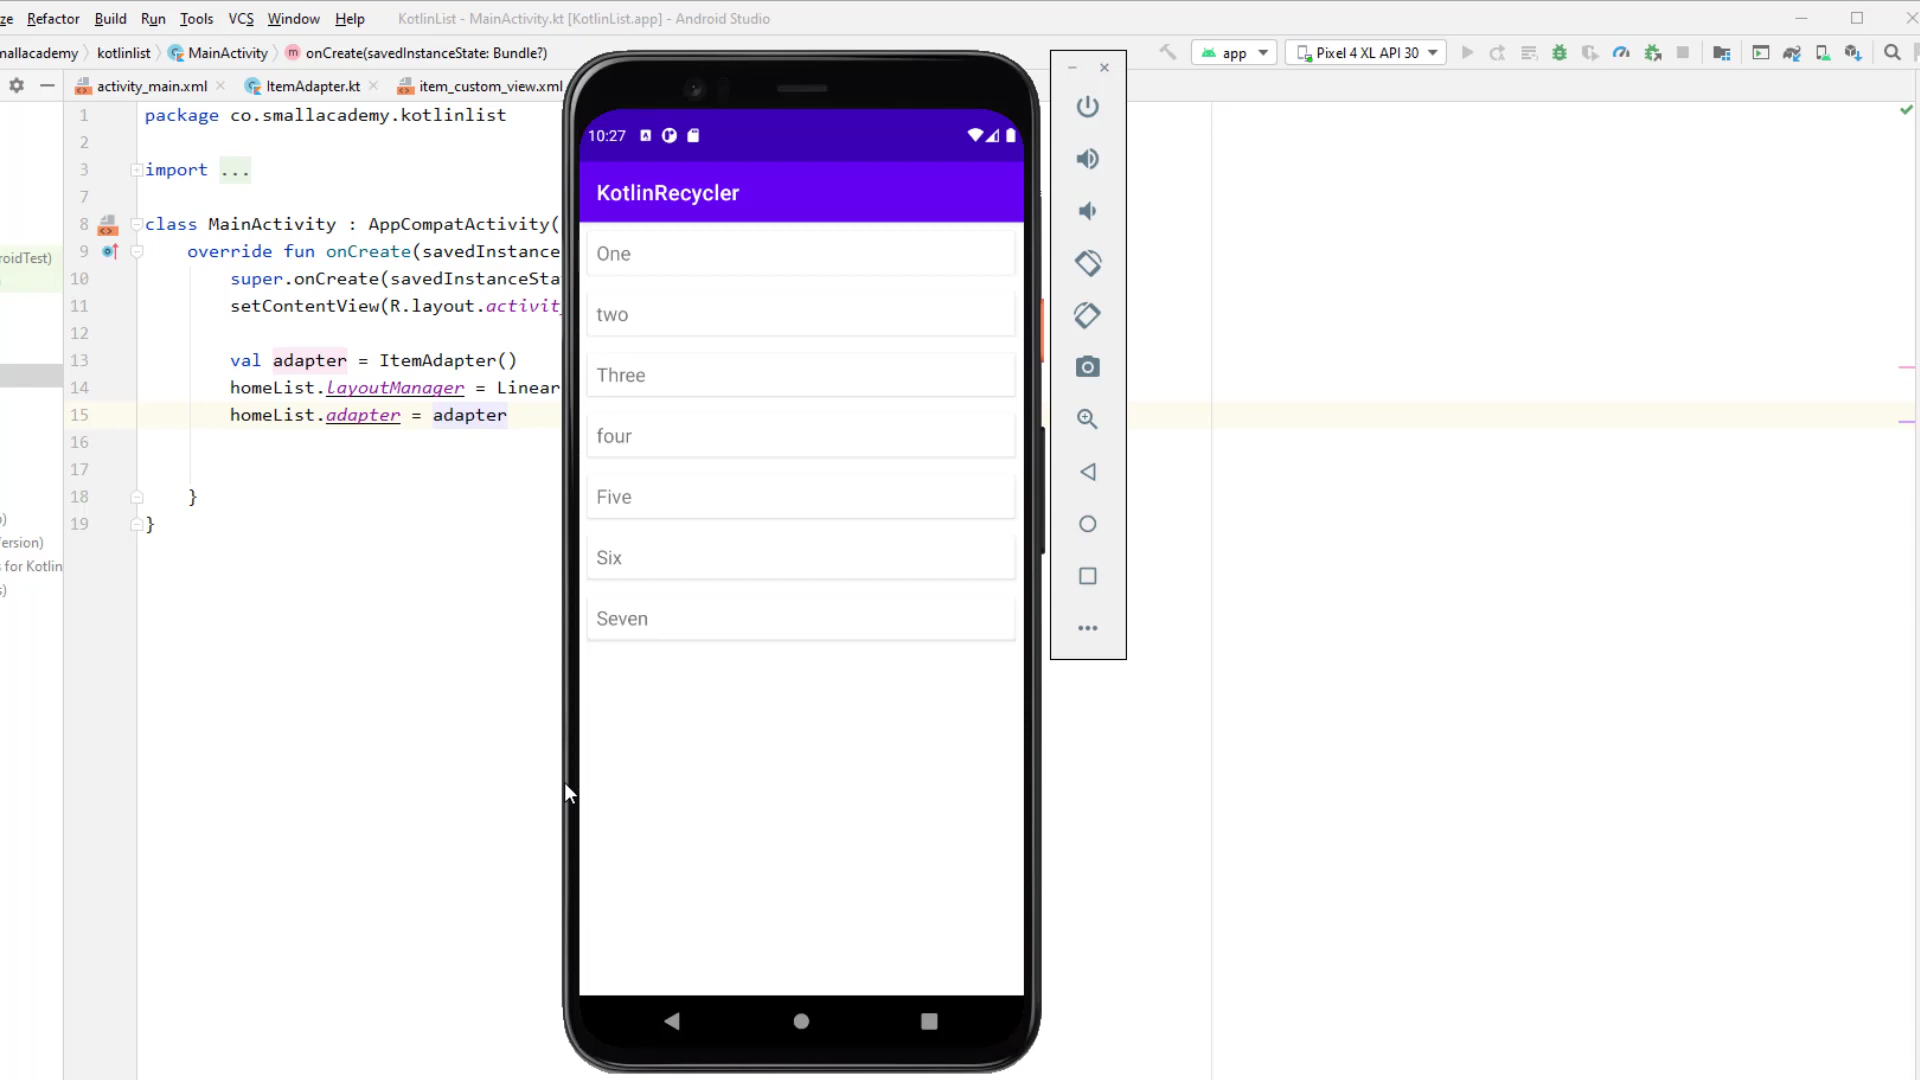 ze Refactor Build Run Tools VCS Window Help KotlinList - MainActivity.kt [KotlinList.app] - Android Studio
mallacademy kotlinlist MainActivity onCreate(savedInstanceState: Bundle?) app Pixel 4 XL API 30
activity_main.xml ItemAdapter.kt item_custom_view.xml
1 package co.smallacademy.kotlinlist
2
3 import ...
7
8 class MainActivity : AppCompatActivity(
9 override fun onCreate(savedInstance
10 super.onCreate(savedInstanceSta
11 setContentView(R.layout.activit
12
13 val adapter = ItemAdapter()
14 homeList.layoutManager = Linear
15 homeList.adapter = adapter
16
17
18 }
19 }
roidTest)
)
ersion)
s for Kotlin
s)
10:27
KotlinRecycler
One
two
Three
four
Five
Six
Seven